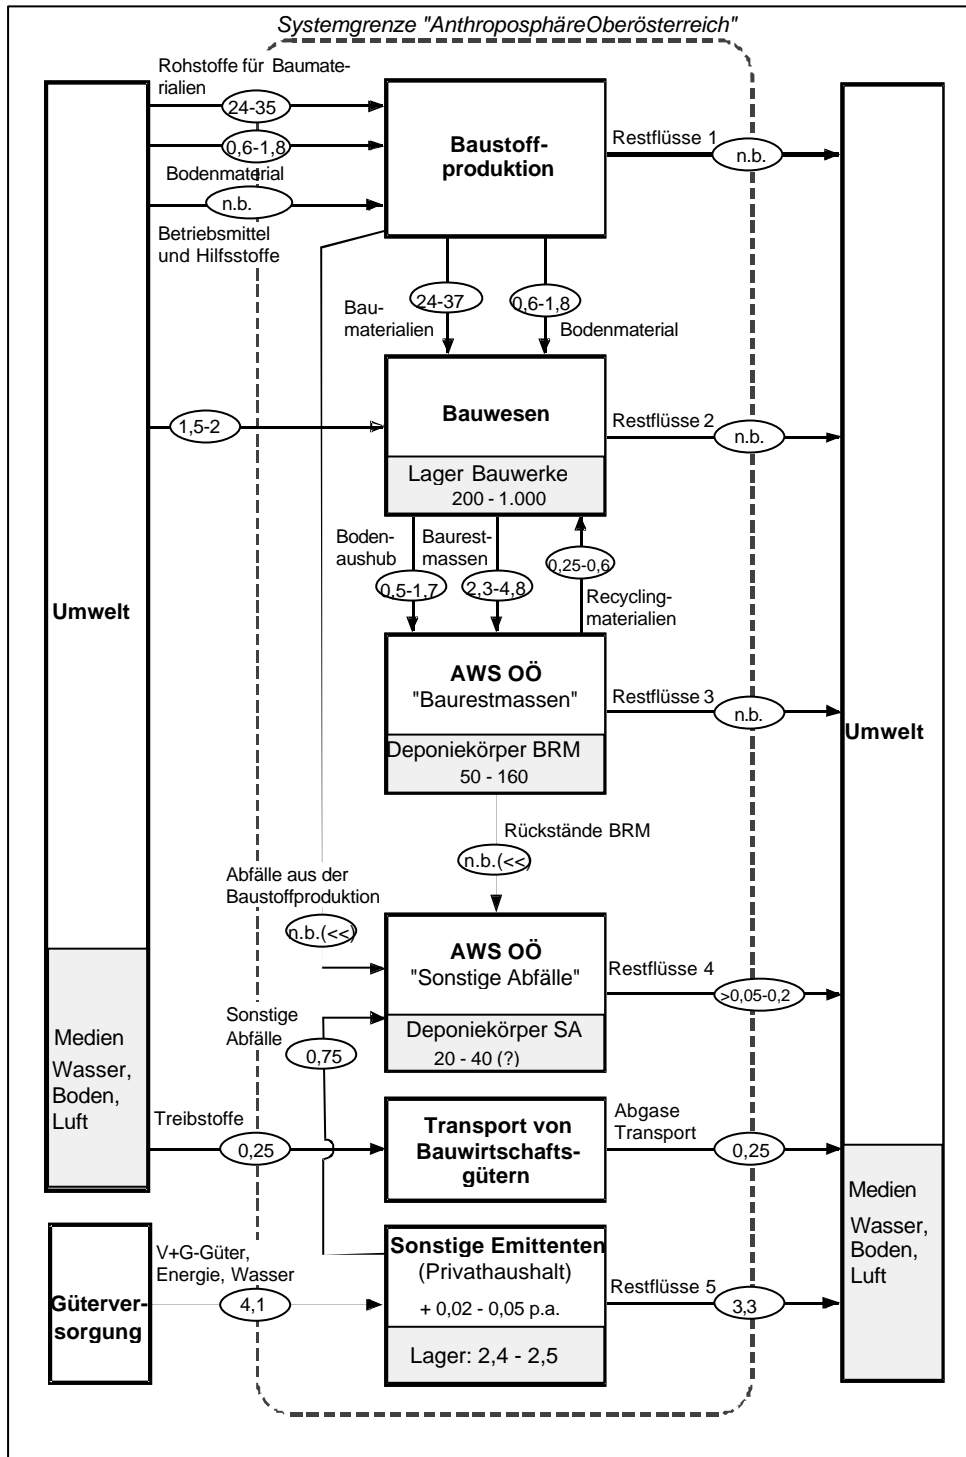 Systemgrenze "AnthroposphäreOberösterreich"
Rohstoffe für Baumate-
rialien
24-35
0,6-1,8
Bodenmaterial
n.b.
Betriebsmittel
und Hilfsstoffe
Baustoff-
produktion
Restflüsse 1
n.b.
24-37
Bau-
materialien
0,6-1,8
Bodenmaterial
1,5-2
Bauwesen
Lager Bauwerke
200 - 1.000
Restflüsse 2
n.b.
Boden-
aushub
0,5-1,7
Baurest-
massen
2,3-4,8
0,25-0,6
Recycling-
materialien
Umwelt
AWS OÖ
"Baurestmassen"
Deponiekörper BRM
50 - 160
Restflüsse 3
n.b.
Umwelt
Rückstände BRM
n.b.(<<)
Abfälle aus der
Baustoffproduktion
n.b.(<<)
AWS OÖ
"Sonstige Abfälle"
Deponiekörper SA
20 - 40 (?)
Restflüsse 4
>0,05-0,2
Sonstige
Abfälle
0,75
Medien
Wasser,
Boden,
Luft
Treibstoffe
0,25
Transport von
Bauwirtschafts-
gütern
Abgase
Transport
0,25
Medien
Wasser,
Boden,
Luft
Güterver-
sorgung
V+G-Güter,
Energie, Wasser
4,1
Sonstige Emittenten
(Privathaushalt)
+ 0,02 - 0,05 p.a.
Lager: 2,4 - 2,5
Restflüsse 5
3,3